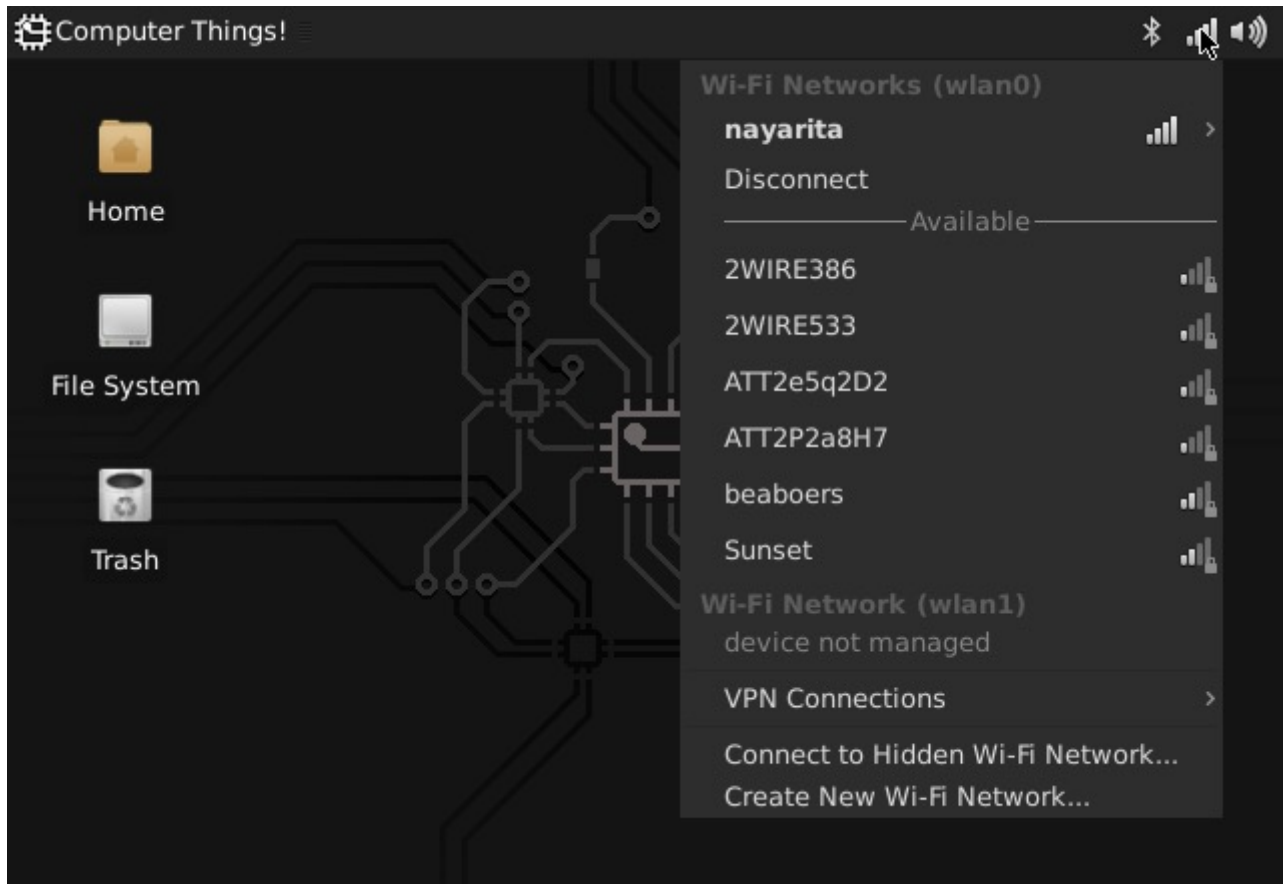 Computer Things!
Home
File System
Trash
Wi-Fi Networks (wlan0)
nayarita
Disconnect
Available
2WIRE386
2WIRE533
ATT2e5q2D2
ATT2P2a8H7
beaboers
Sunset
Wi-Fi Network (wlan1)
device not managed
VPN Connections
Connect to Hidden Wi-Fi Network...
Create New Wi-Fi Network...